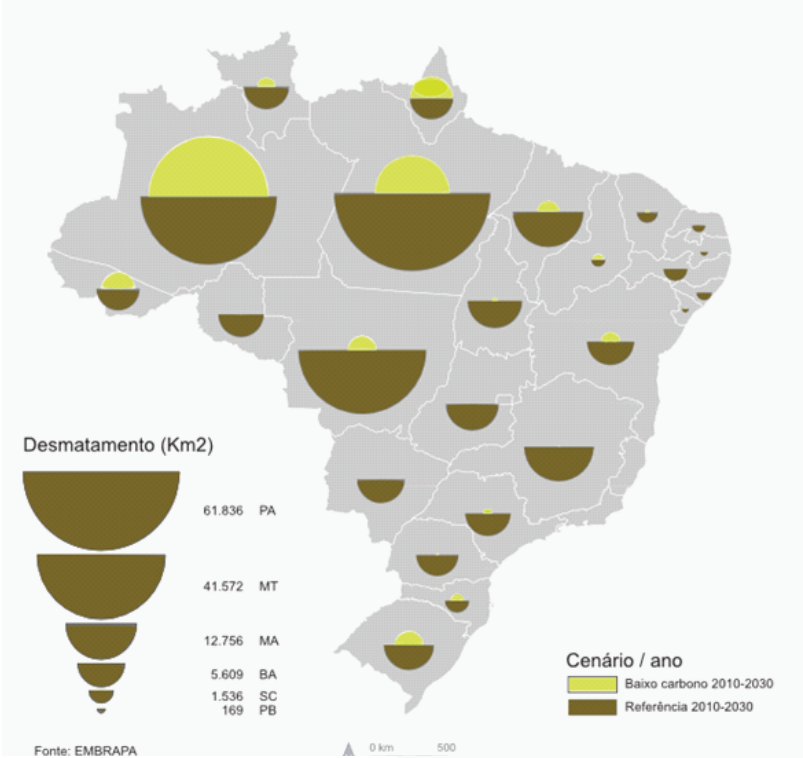 Desmatamento (Km2)
61.836 PA
41.572 MT
12.756 MA
5.609 BA
1.536 SC
169 PB
Fonte: EMBRAPA
0 km 500
Cenário / ano
Baixo carbono 2010-2030
Referência 2010-2030